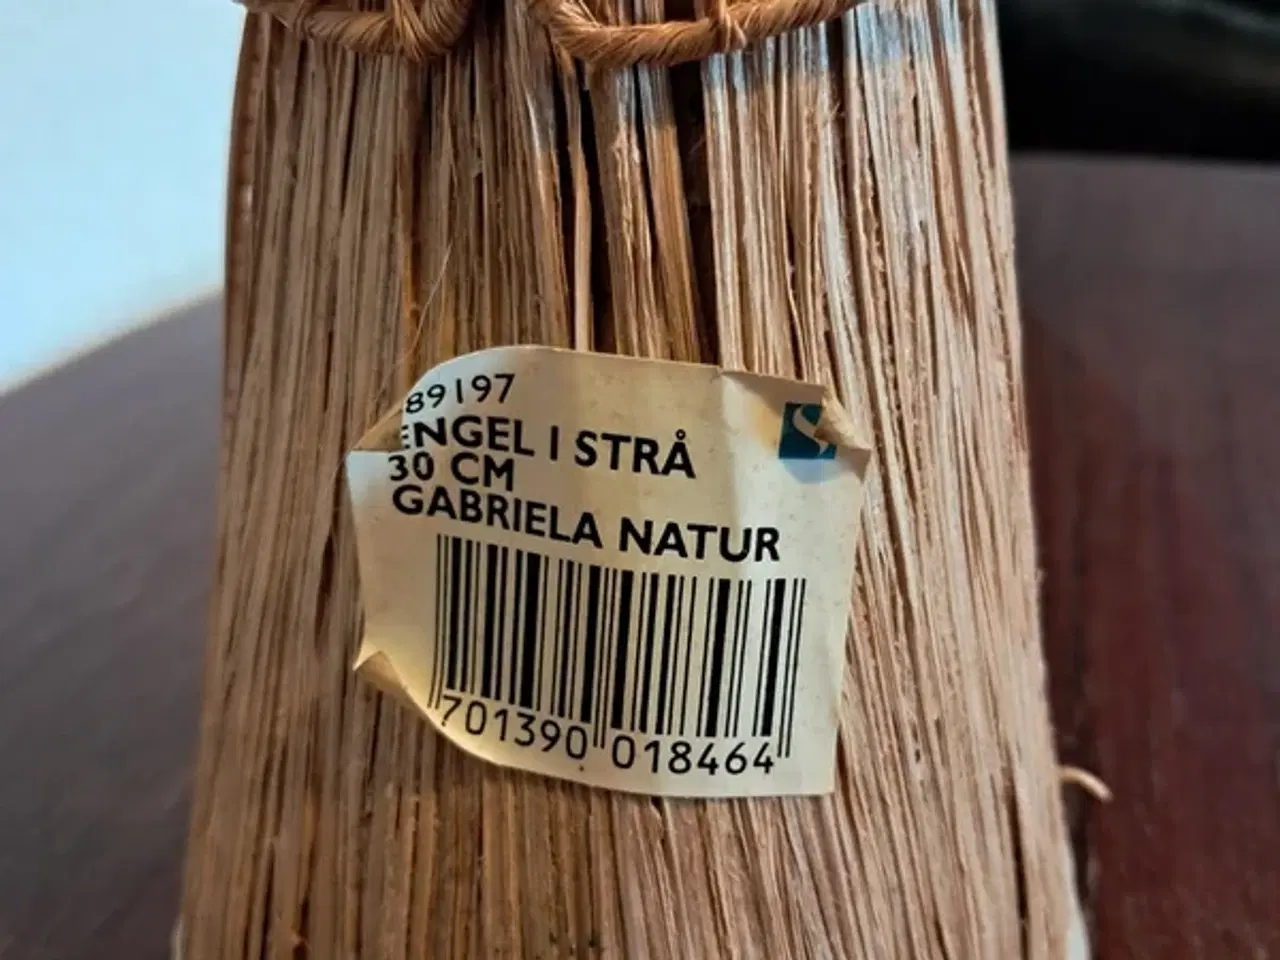 89197
ENGEL I STRÅ
30 CM
GABRIELA NATUR
701390 018464